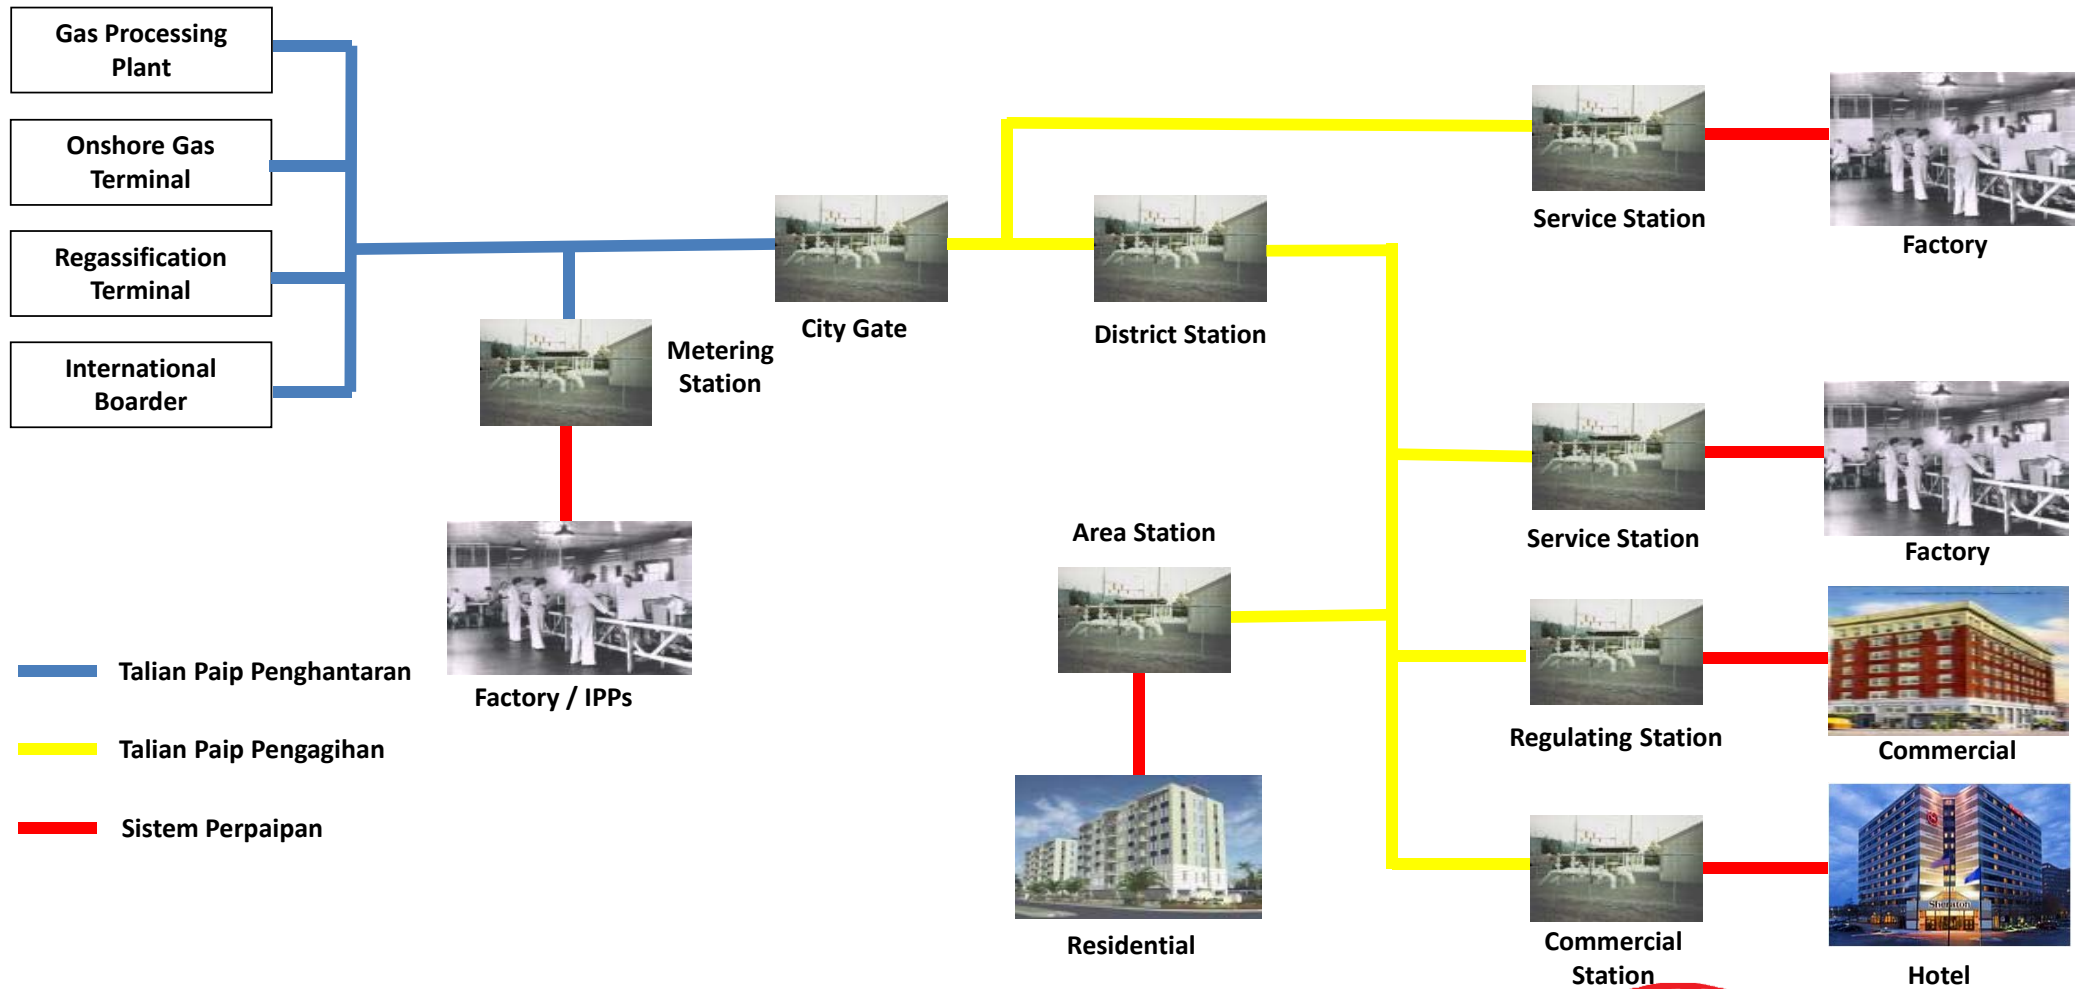 Gas Processing
Plant
Onshore Gas
Terminal
Regassification
Terminal
International
Boarder
Metering
Station
City Gate
District Station
Service Station
Factory
Area Station
Service Station
Factory
Factory / IPPs
Regulating Station
Commercial
Talian Paip Penghantaran
Talian Paip Pengagihan
Sistem Perpaipan
Residential
Sheraton
Commercial
Station
Hotel